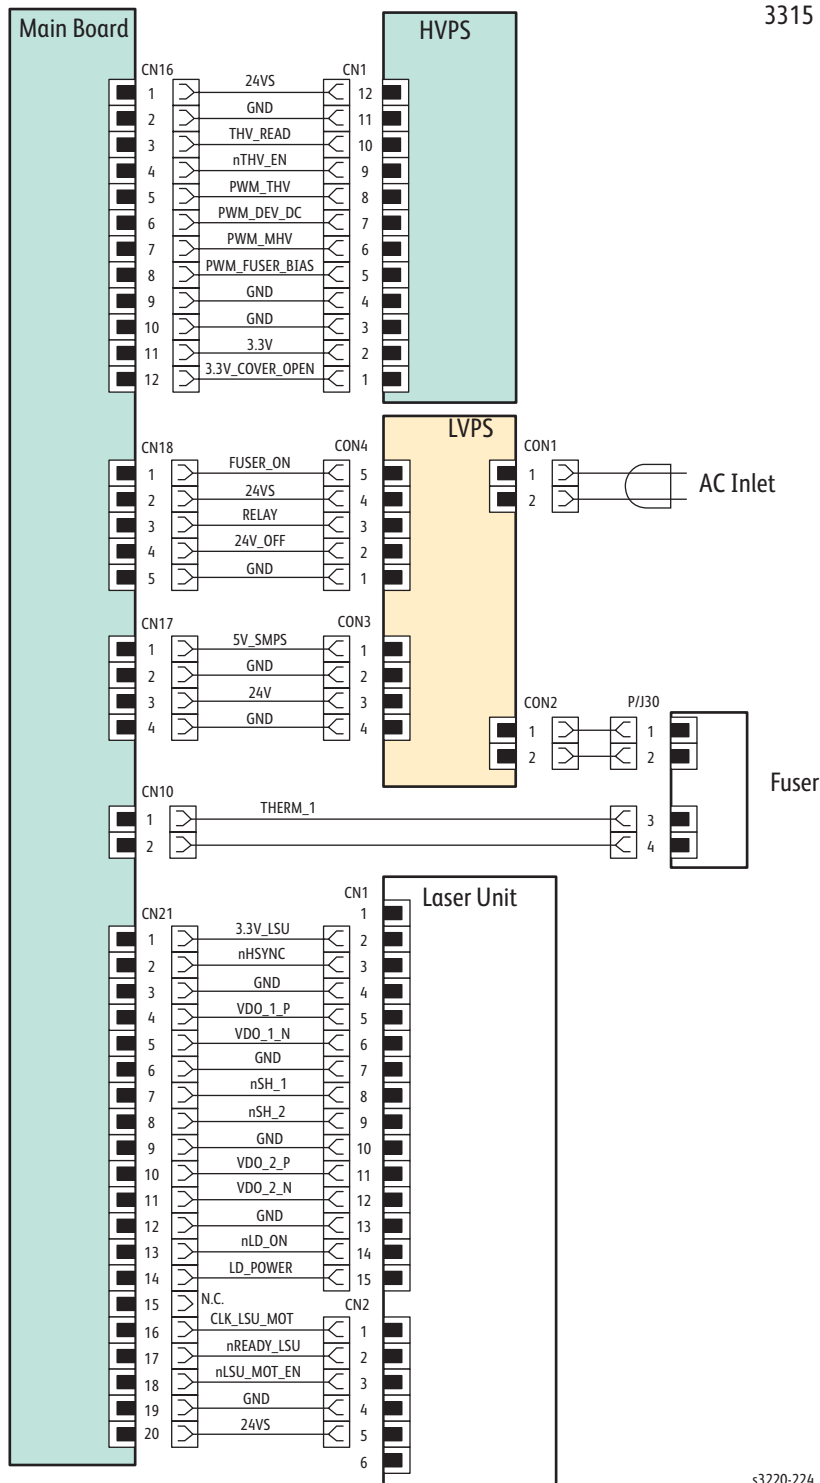 3315
Main Board
HVPS
CN16 CN1
1 24VS 12
2 GND 11
3 THV_READ 10
4 nTHV_EN 9
5 PWM_THV 8
6 PWM_DEV_DC 7
7 PWM_MHV 6
8 PWM_FUSER_BIAS 5
9 GND 4
10 GND 3
11 3.3V 2
12 3.3V_COVER_OPEN 1
LVPS
CN18 CON4 CON1
1 FUSER_ON 5 1
2 24VS 4 2
AC Inlet
3 RELAY 3
4 24V_OFF 2
5 GND 1
CN17 CON3
1 5V_SMPS 1
2 GND 2
3 24V 3
4 GND 4
CON2 P/J30
1 1
2 2
Fuser
CN10
1 THERM_1 3
2 4
Laser Unit
CN21 CN1
1
1 3.3V_LSU 2
2 nHSYNC 3
3 GND 4
4 VDO_1_P 5
5 VDO_1_N 6
6 GND 7
7 nSH_1 8
8 nSH_2 9
9 GND 10
10 VDO_2_P 11
11 VDO_2_N 12
12 GND 13
13 nLD_ON 14
14 LD_POWER 15
15 N.C. CN2
16 CLK_LSU_MOT 1
17 nREADY_LSU 2
18 nLSU_MOT_EN 3
19 GND 4
20 24VS 5
6
s3220-224